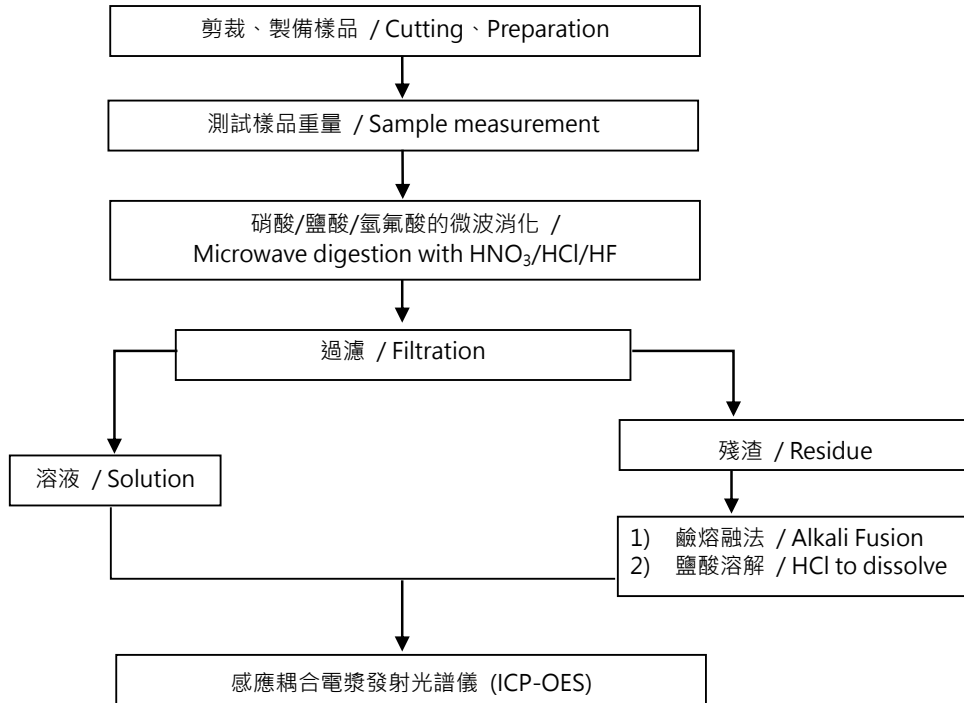 剪裁、製備樣品 / Cutting、Preparation
測試樣品重量 / Sample measurement
硝酸/鹽酸/氫氟酸的微波消化 /
Microwave digestion with HNO₃/HCl/HF
過濾 / Filtration
溶液 / Solution
殘渣 / Residue
1) 鹼熔融法 / Alkali Fusion
2) 鹽酸溶解 / HCl to dissolve
感應耦合電漿發射光譜儀 (ICP-OES)